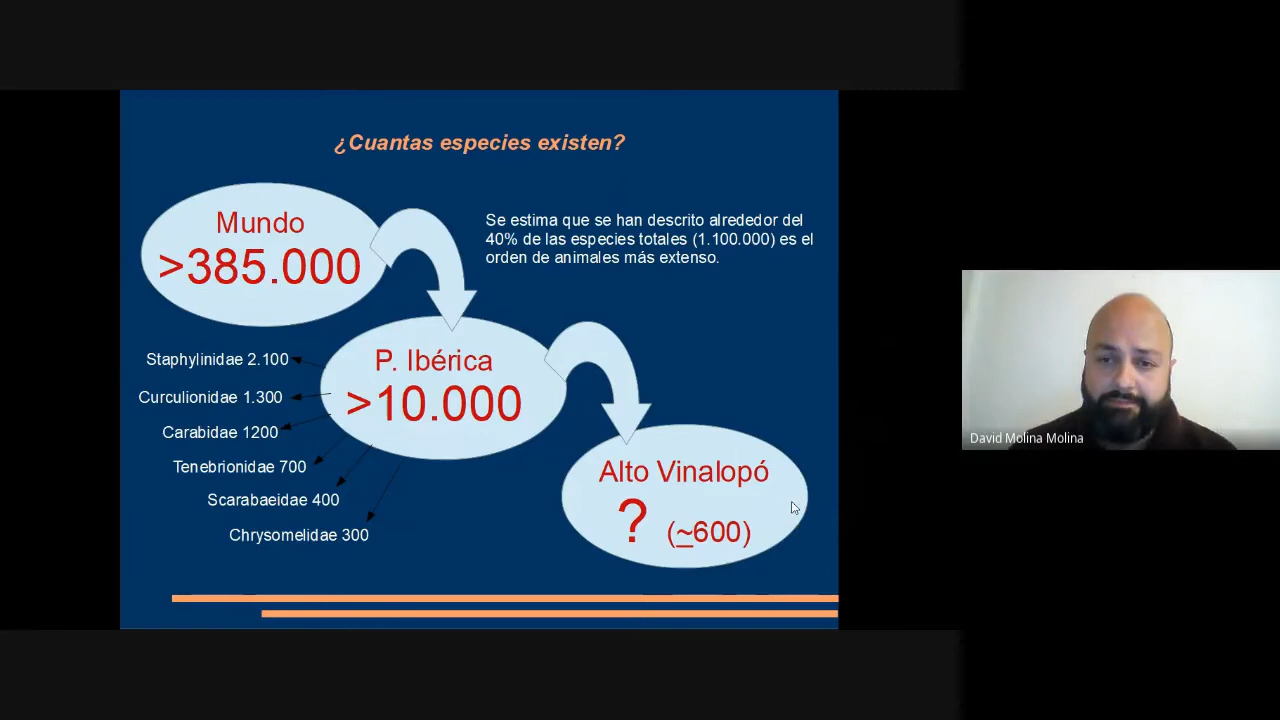 ¿Cuantas especies existen?
Mundo
>385.000
Se estima que se han descrito alrededor del
40% de las especies totales (1.100.000) es el
orden de animales más extenso.
P. Ibérica
>10.000
Staphylinidae 2.100
Curculionidae 1.300
Carabidae 1200
Tenebrionidae 700
Scarabaeidae 400
Chrysomelidae 300
Alto Vinalopó
? (~600)
David Molina Molina